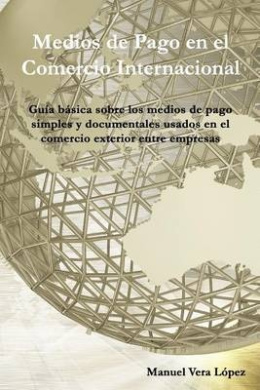 Medios de Pago en el
Comercio Internacional
Guía básica sobre los medios de pago
simples y documentales usados en el
comercio exterior entre empresas
Manuel Vera López